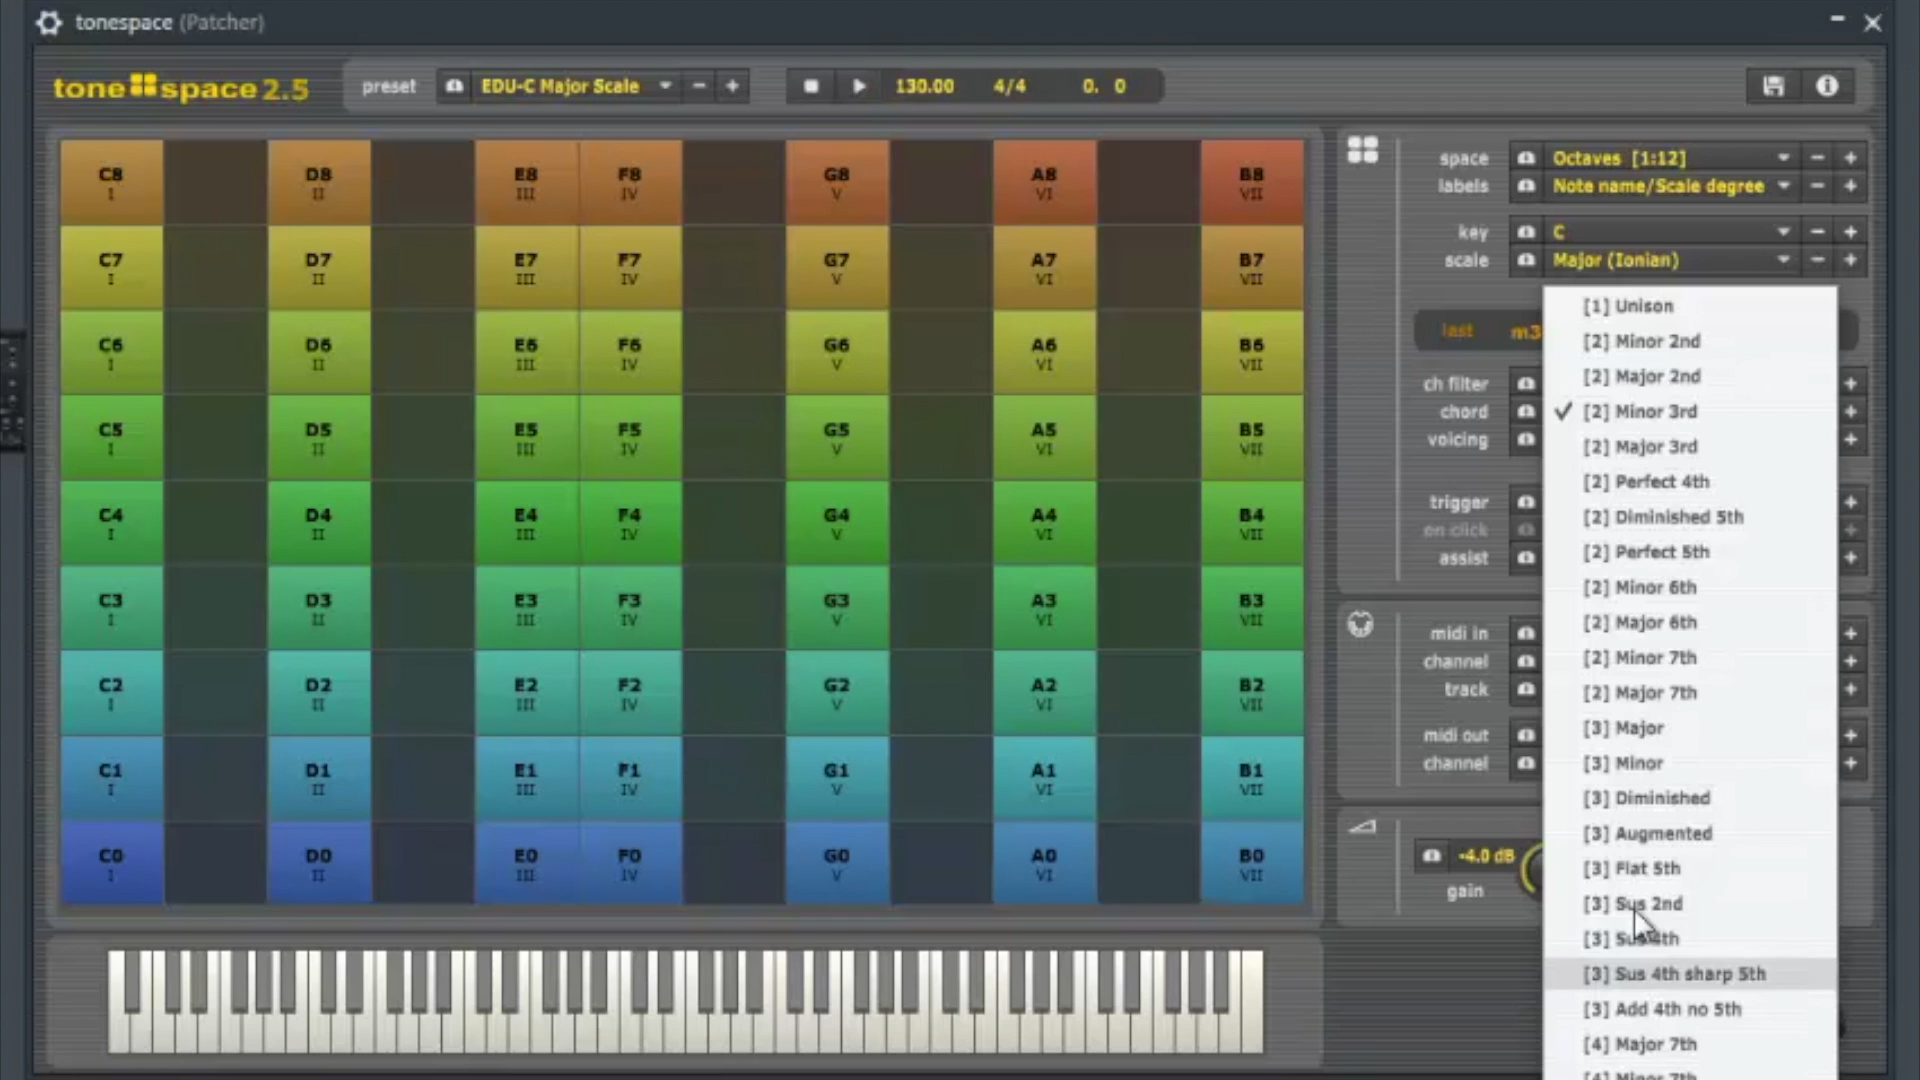 tonespace (Patcher)
tone space 2.5
preset
EDU-C Major Scale
130.00 4/4 0. 0
C8 D8 E8 F8 G8 A8 B8
I II III IV V VI VII
C7 D7 E7 F7 G7 A7 B7
I II III IV V VI VII
C6 D6 E6 F6 G6 A6 B6
I II III IV V VI VII
C5 D5 E5 F5 G5 A5 B5
I II III IV V VI VII
C4 D4 E4 F4 G4 A4 B4
I II III IV V VI VII
C3 D3 E3 F3 G3 A3 B3
I II III IV V VI VII
C2 D2 E2 F2 G2 A2 B2
I II III IV V VI VII
C1 D1 E1 F1 G1 A1 B1
I II III IV V VI VII
C0 D0 E0 F0 G0 A0 B0
I II III IV V VI VII
space Octaves [1:12]
labels Note name/Scale degree
key C
scale Major (Ionian)
last m3
ch filter
chord
voicing
trigger
on click
assist
midi in
channel
track
midi out
channel
-4.0 dB
gain
[1] Unison
[2] Minor 2nd
[2] Major 2nd
[2] Minor 3rd
[2] Major 3rd
[2] Perfect 4th
[2] Diminished 5th
[2] Perfect 5th
[2] Minor 6th
[2] Major 6th
[2] Minor 7th
[2] Major 7th
[3] Major
[3] Minor
[3] Diminished
[3] Augmented
[3] Flat 5th
[3] Sus 2nd
[3] Sus 4th
[3] Sus 4th sharp 5th
[3] Add 4th no 5th
[4] Major 7th
[4] Minor 7th